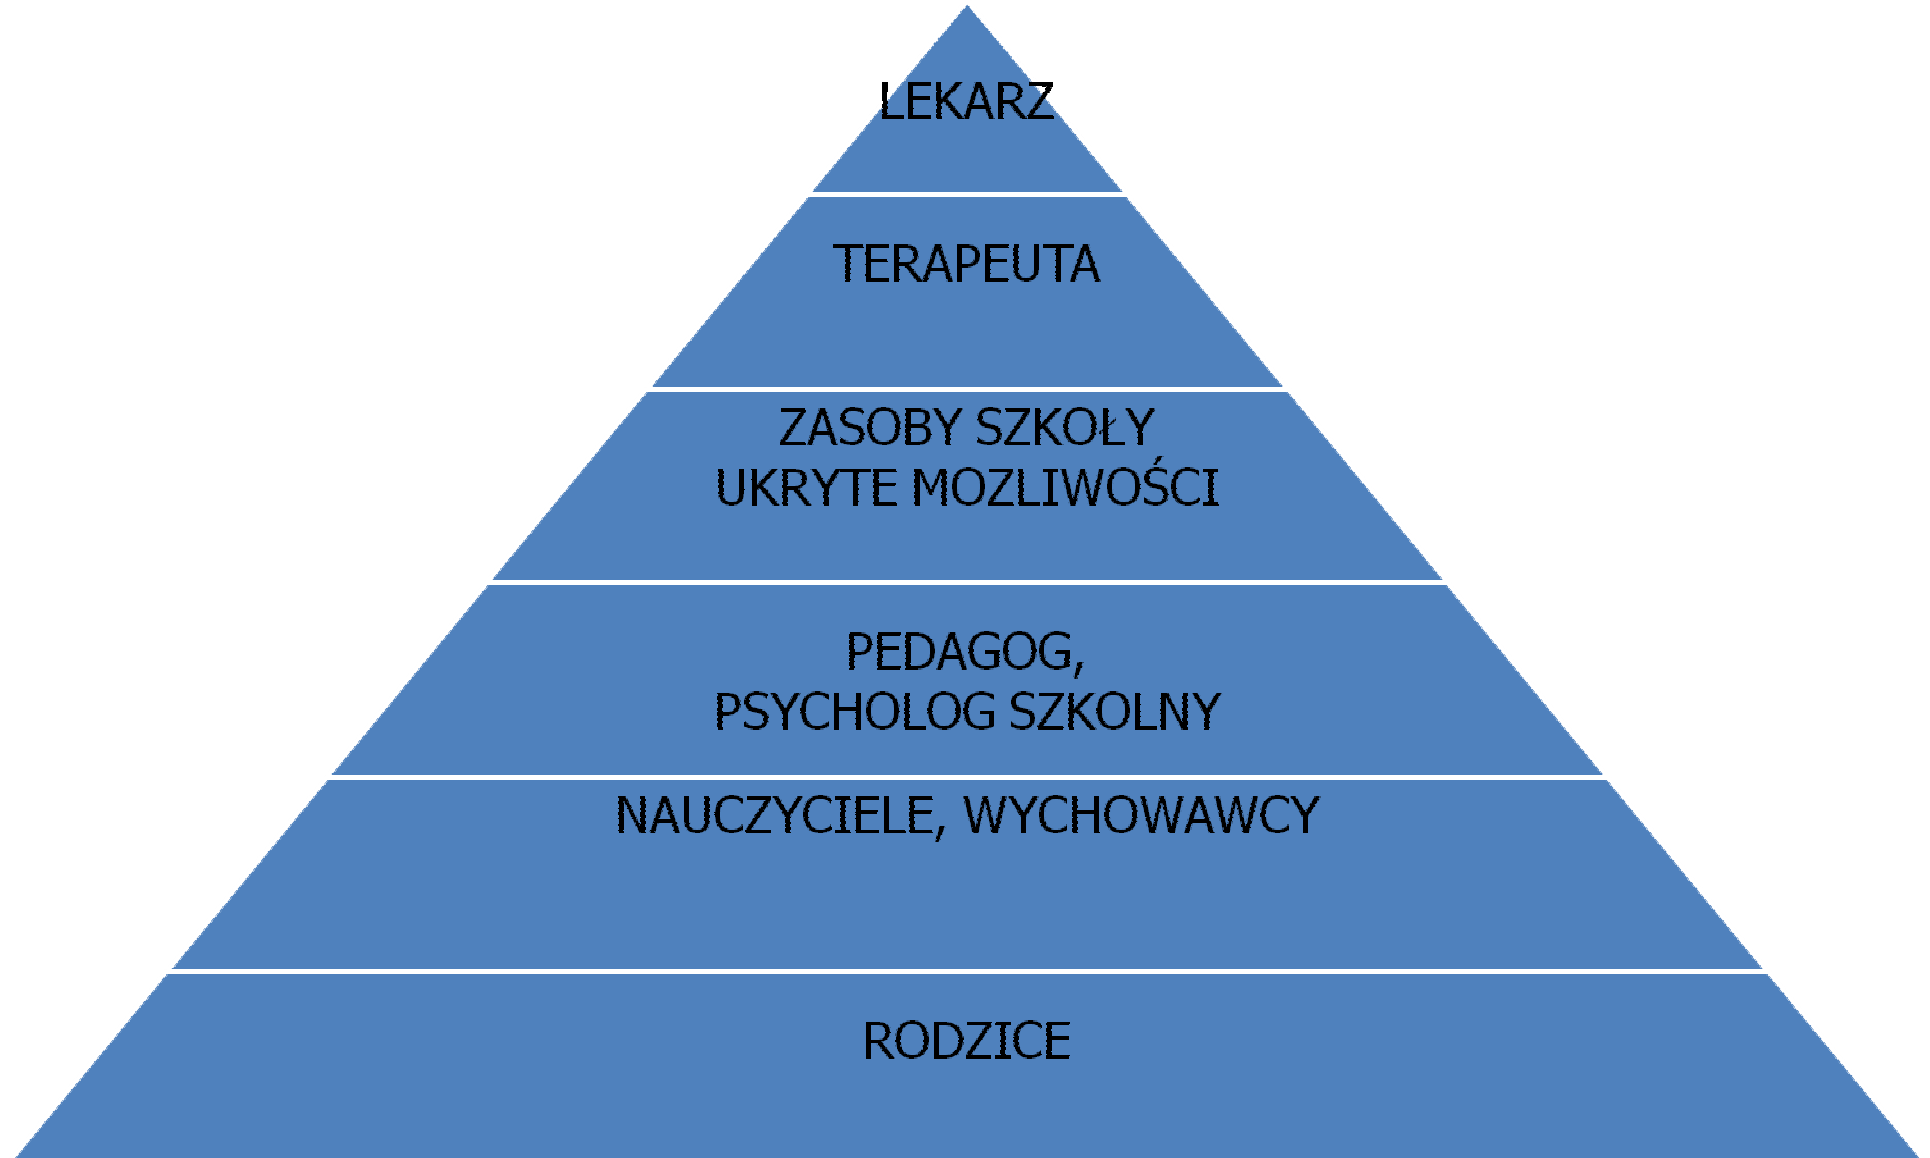 LEKARZ
TERAPEUTA
ZASOBY SZKOŁY
UKRYTE MOZLIWOŚCI
PEDAGOG,
PSYCHOLOG SZKOLNY
NAUCZYCIELE, WYCHOWAWCY
RODZICE